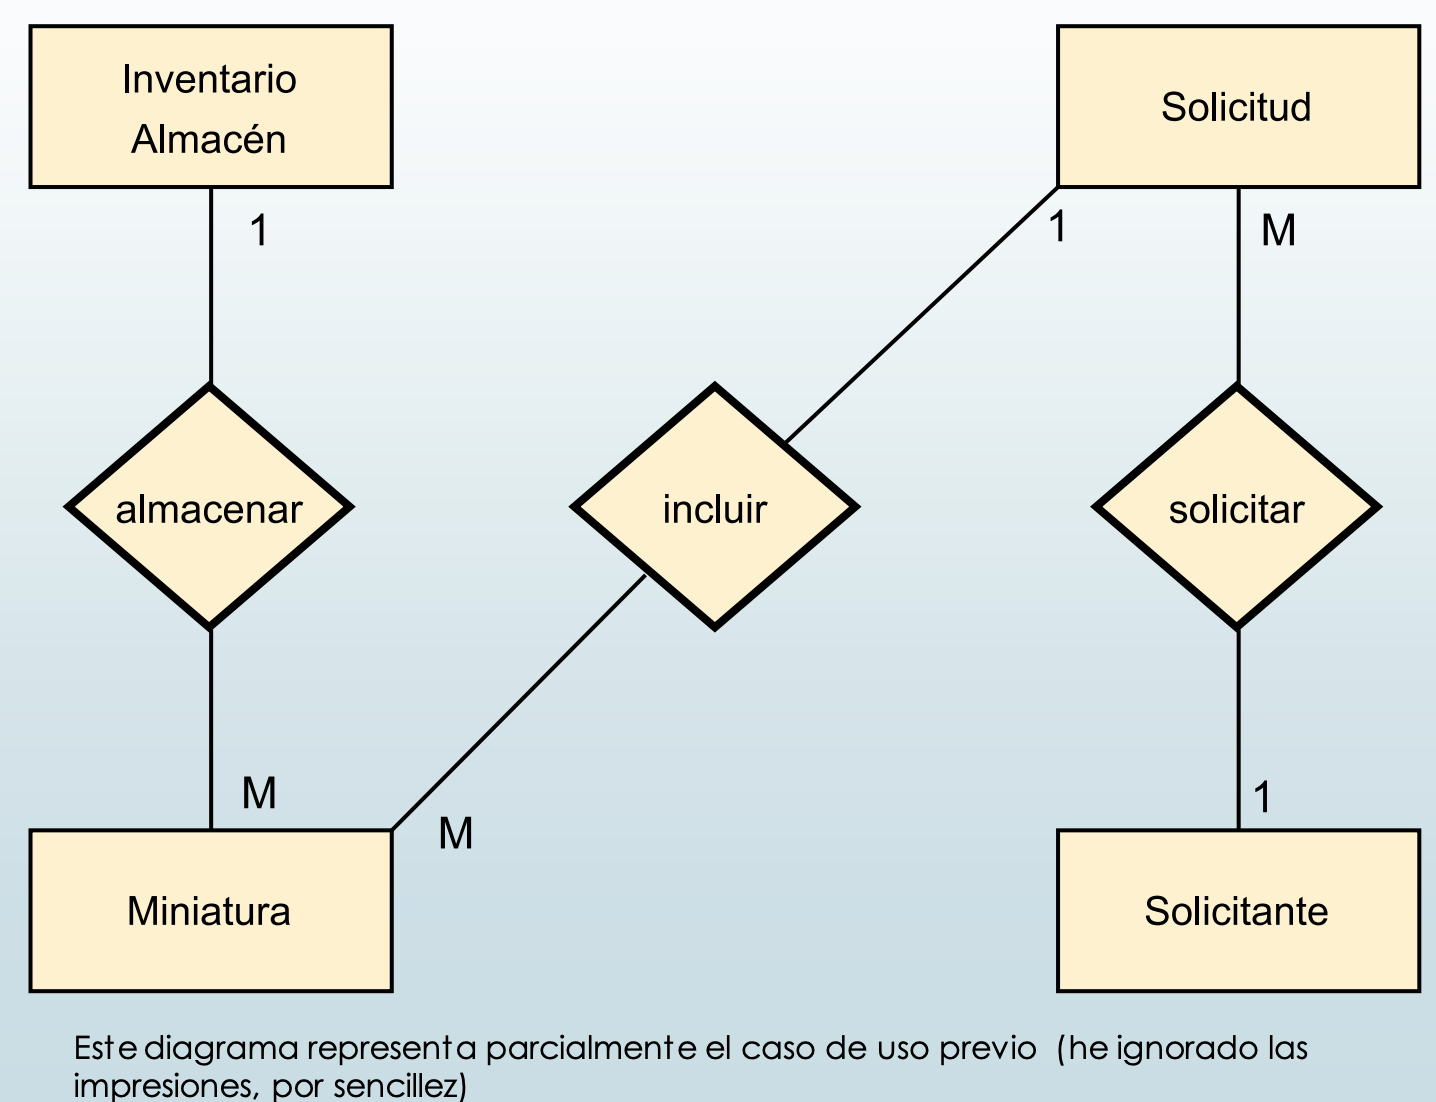 Inventario
Almacén
Solicitud
1
1
M
almacenar
incluir
solicitar
M
M
1
Miniatura
Solicitante
Este diagrama representa parcialmente el caso de uso previo (he ignorado las
impresiones, por sencillez)